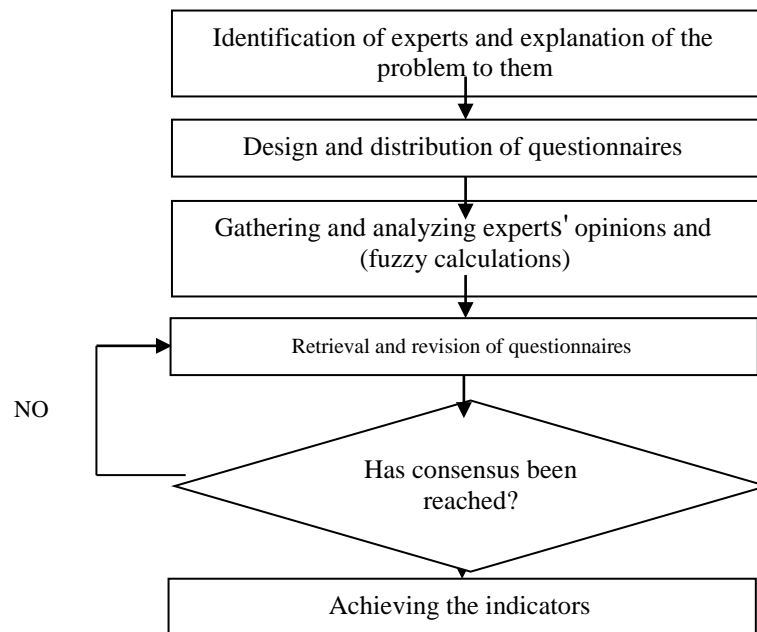 Identification of experts and explanation of the
problem to them
Design and distribution of questionnaires
Gathering and analyzing experts' opinions and
(fuzzy calculations)
Retrieval and revision of questionnaires
NO
Has consensus been
reached?
Achieving the indicators